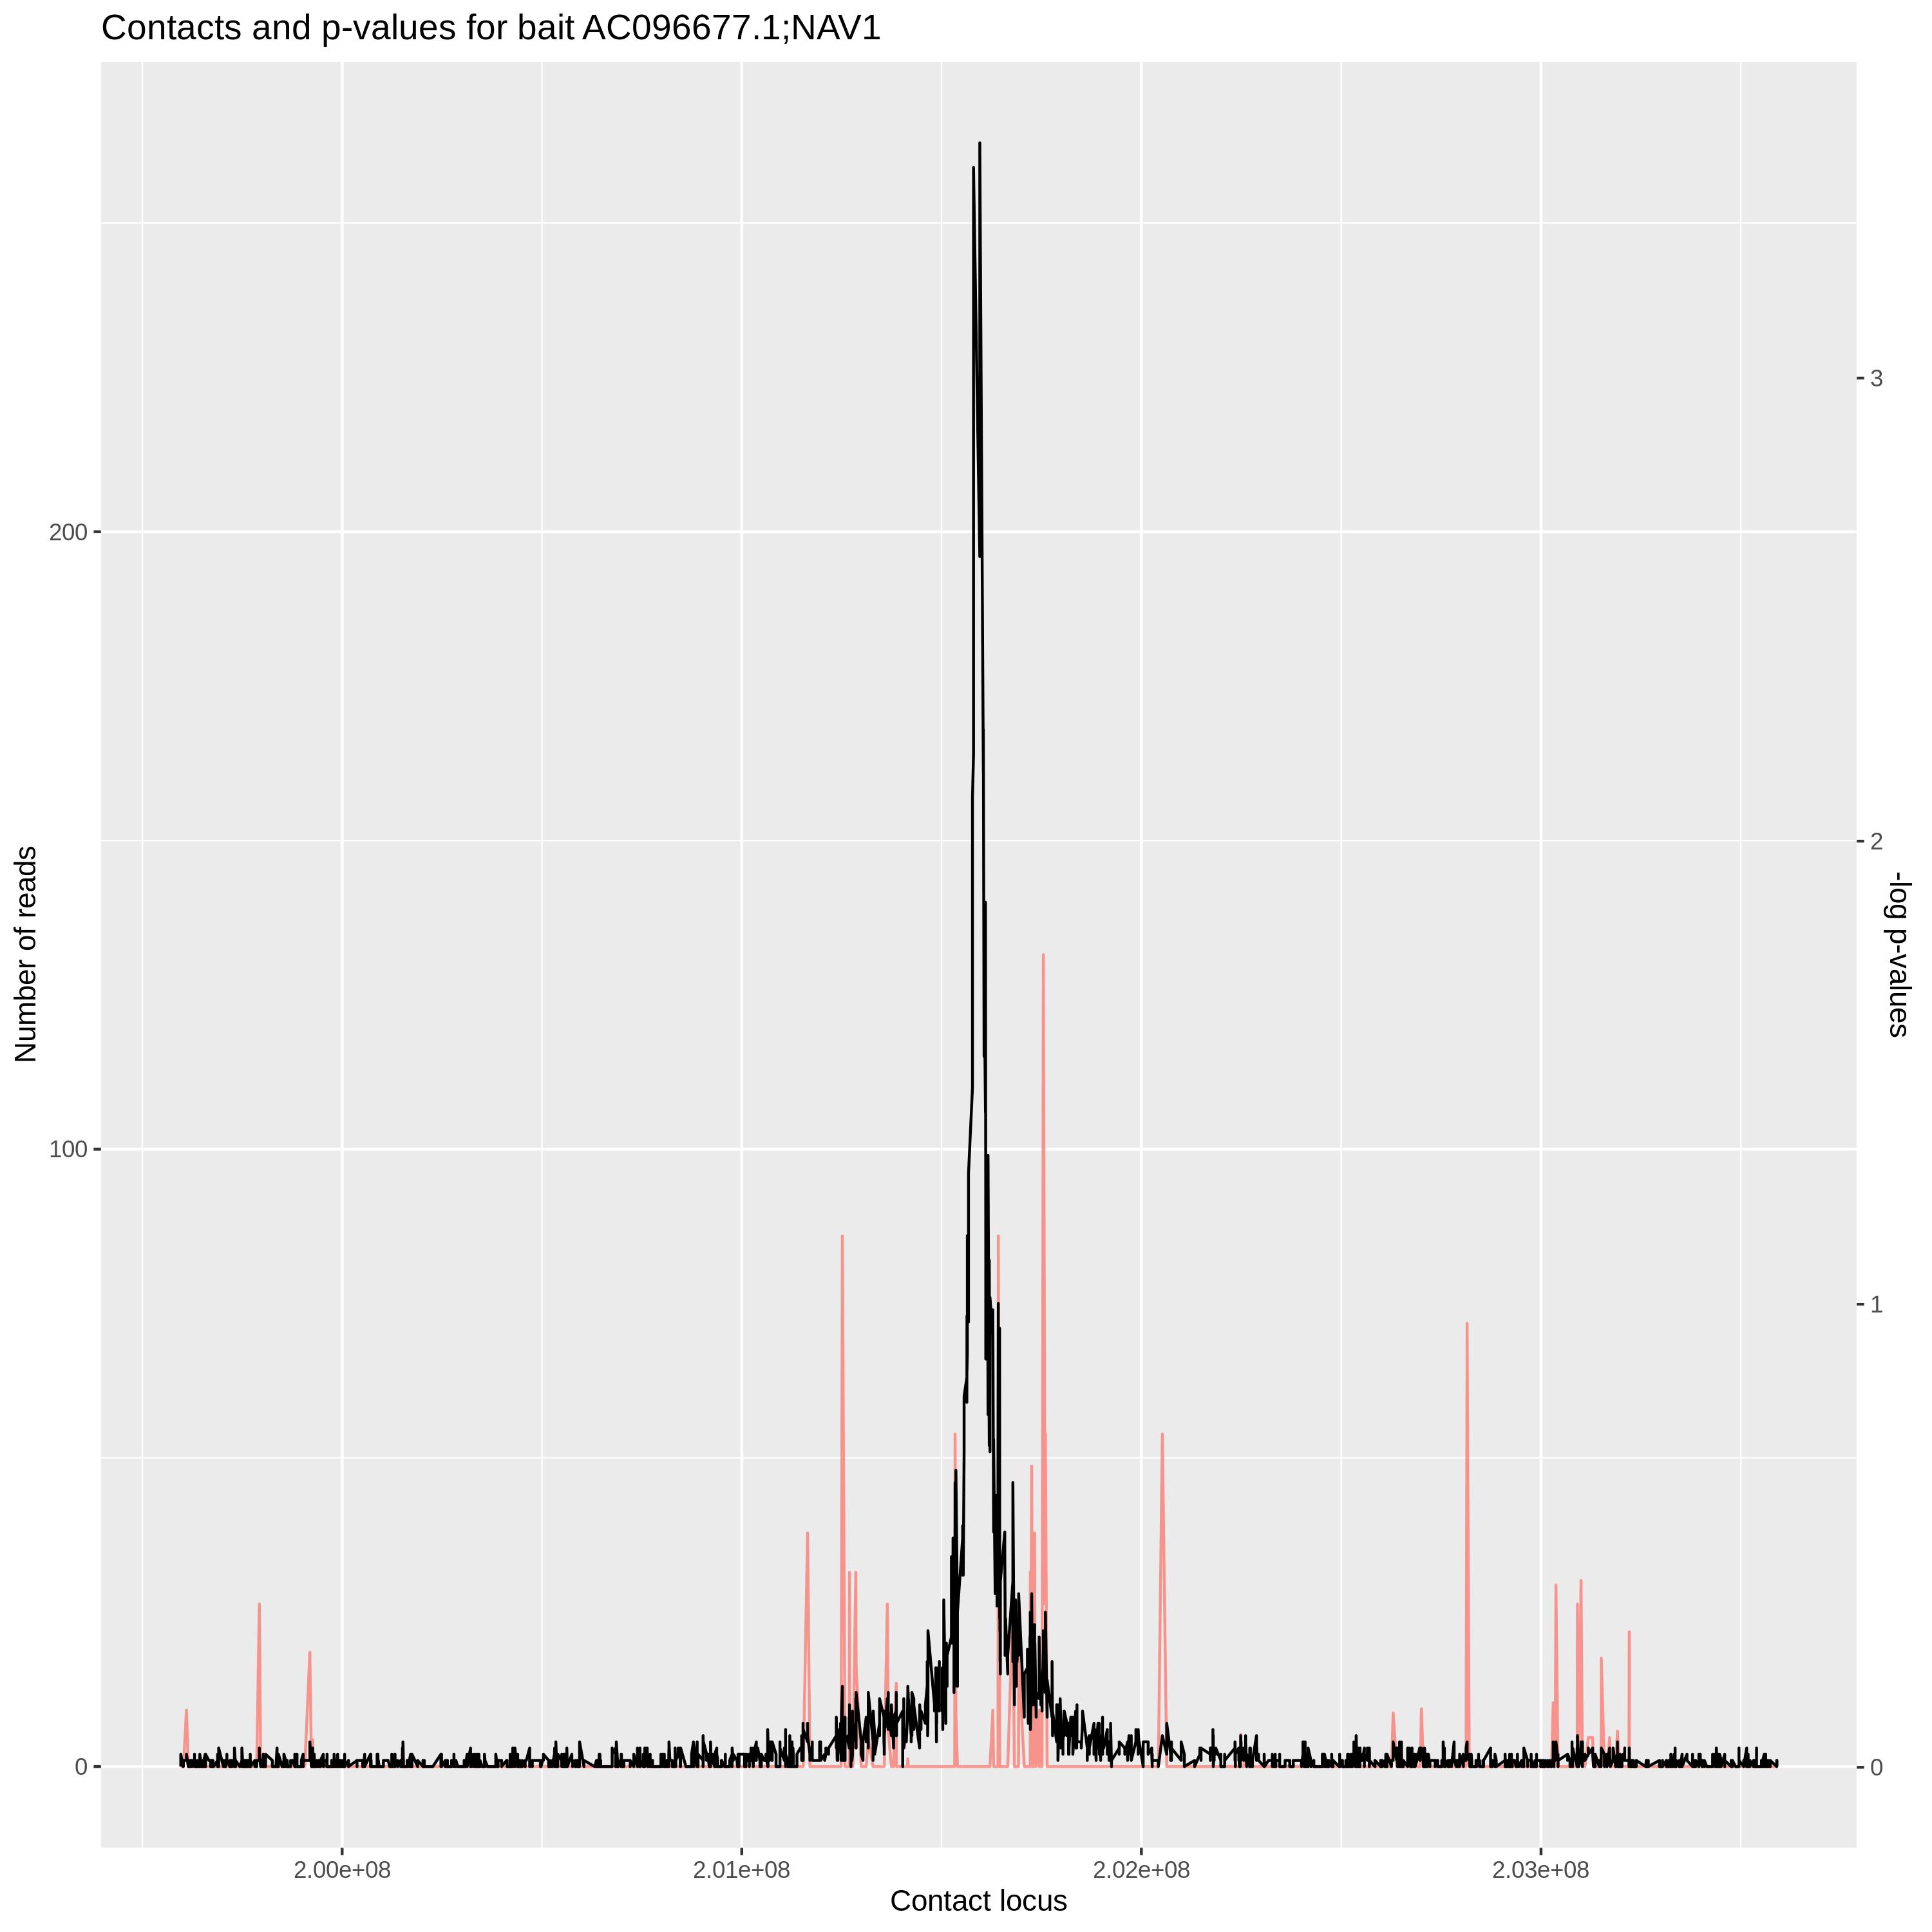 Contacts and p-values for bait AC096677.1;NAV1
Number of reads
200
100
0
3
2
1
0
-log p-values
2.00e+08 2.01e+08 2.02e+08 2.03e+08
Contact locus